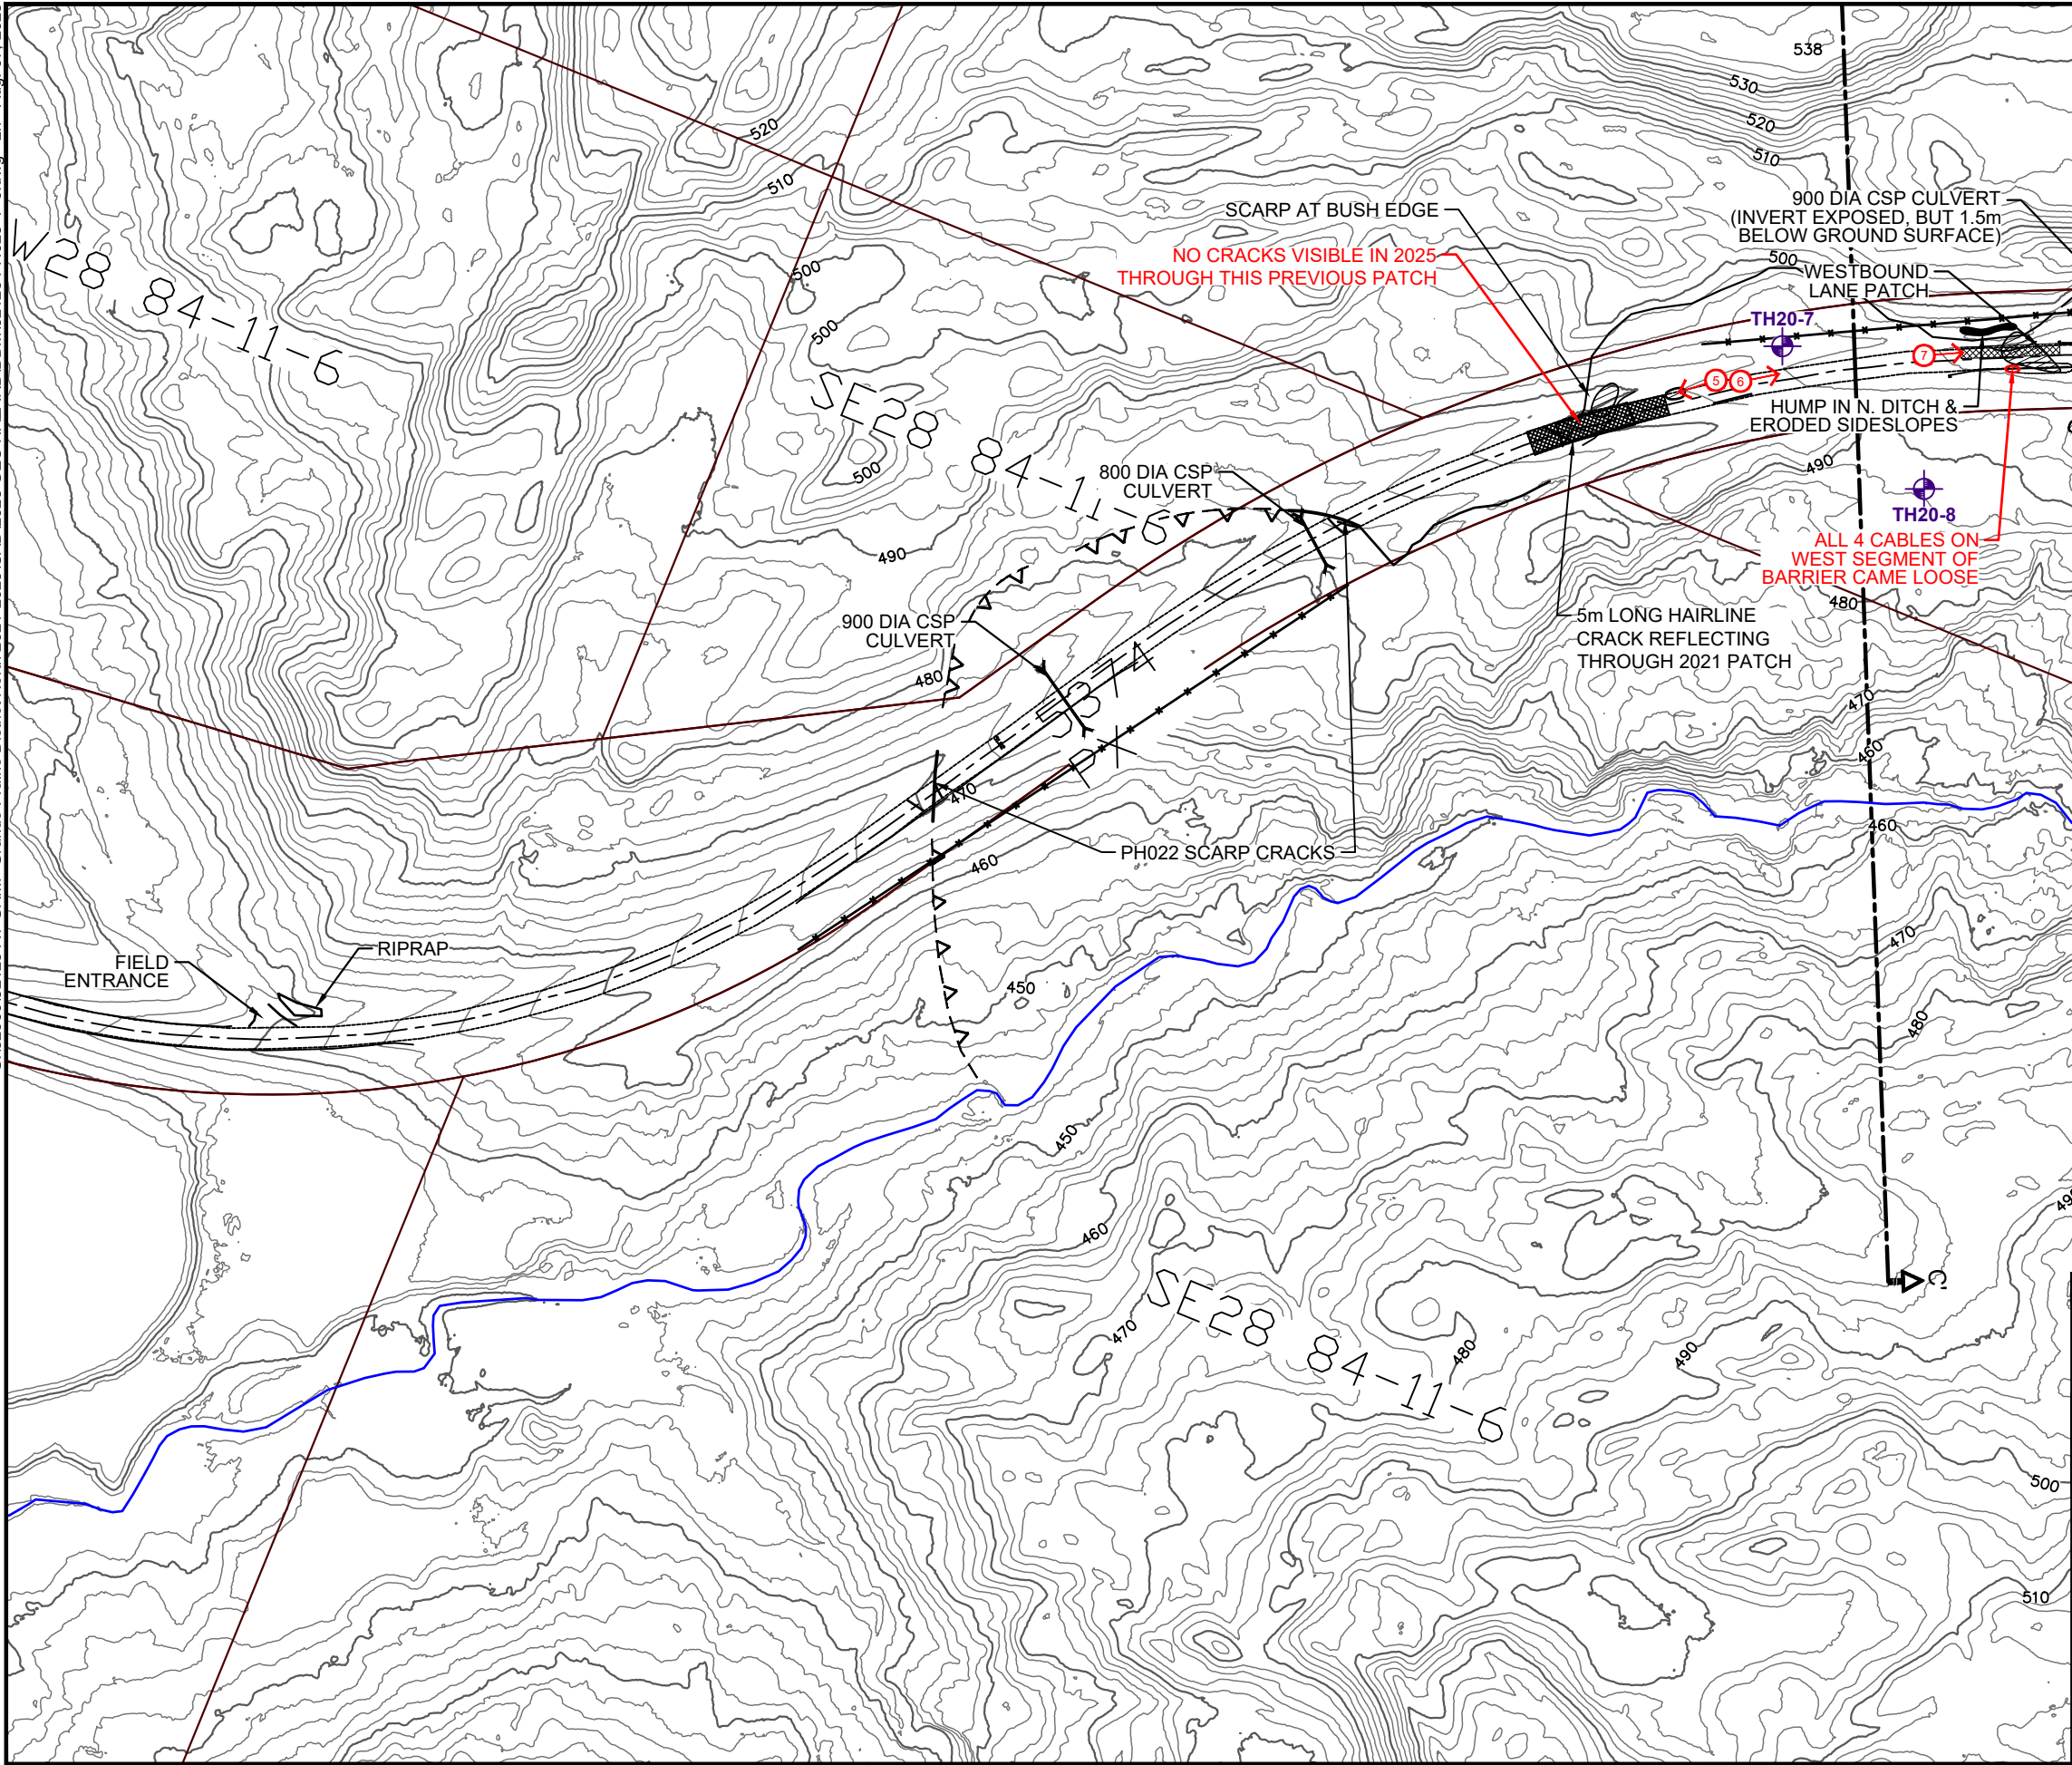 538
530
520
510
520
510
500
500
500
W28 84-11-6
SE28 84-11-6
SCARP AT BUSH EDGE
NO CRACKS VISIBLE IN 2025
THROUGH THIS PREVIOUS PATCH
900 DIA CSP CULVERT
(INVERT EXPOSED, BUT 1.5m
BELOW GROUND SURFACE)
500
WESTBOUND
LANE PATCH
TH20-7
7
5
6
HUMP IN N. DITCH &
ERODED SIDESLOPES
490
TH20-8
ALL 4 CABLES ON
WEST SEGMENT OF
BARRIER CAME LOOSE
480
800 DIA CSP
CULVERT
490
900 DIA CSP
CULVERT
480
5m LONG HAIRLINE
CRACK REFLECTING
THROUGH 2021 PATCH
470
460
460
470
PH022 SCARP CRACKS
460
RIPRAP
FIELD
ENTRANCE
450
470
480
450
460
C'
SE28 84-11-6
470
480
490
500
510